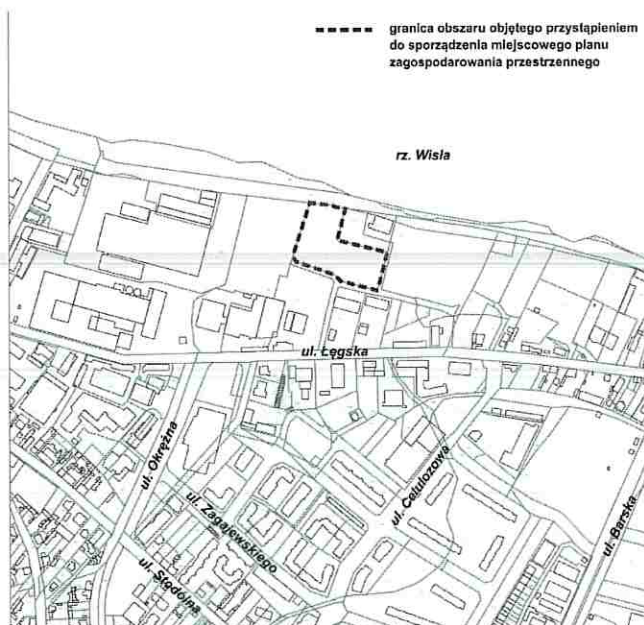 granica obszaru objętego przystąpieniem
do sporządzenia miejscowego planu
zagospodarowania przestrzennego
rz. Wisla
ul. Łęgska
ul. Okrężna
ul. Zagajewskiego
ul. Celulozowa
ul. Barska
ul. Stodólna